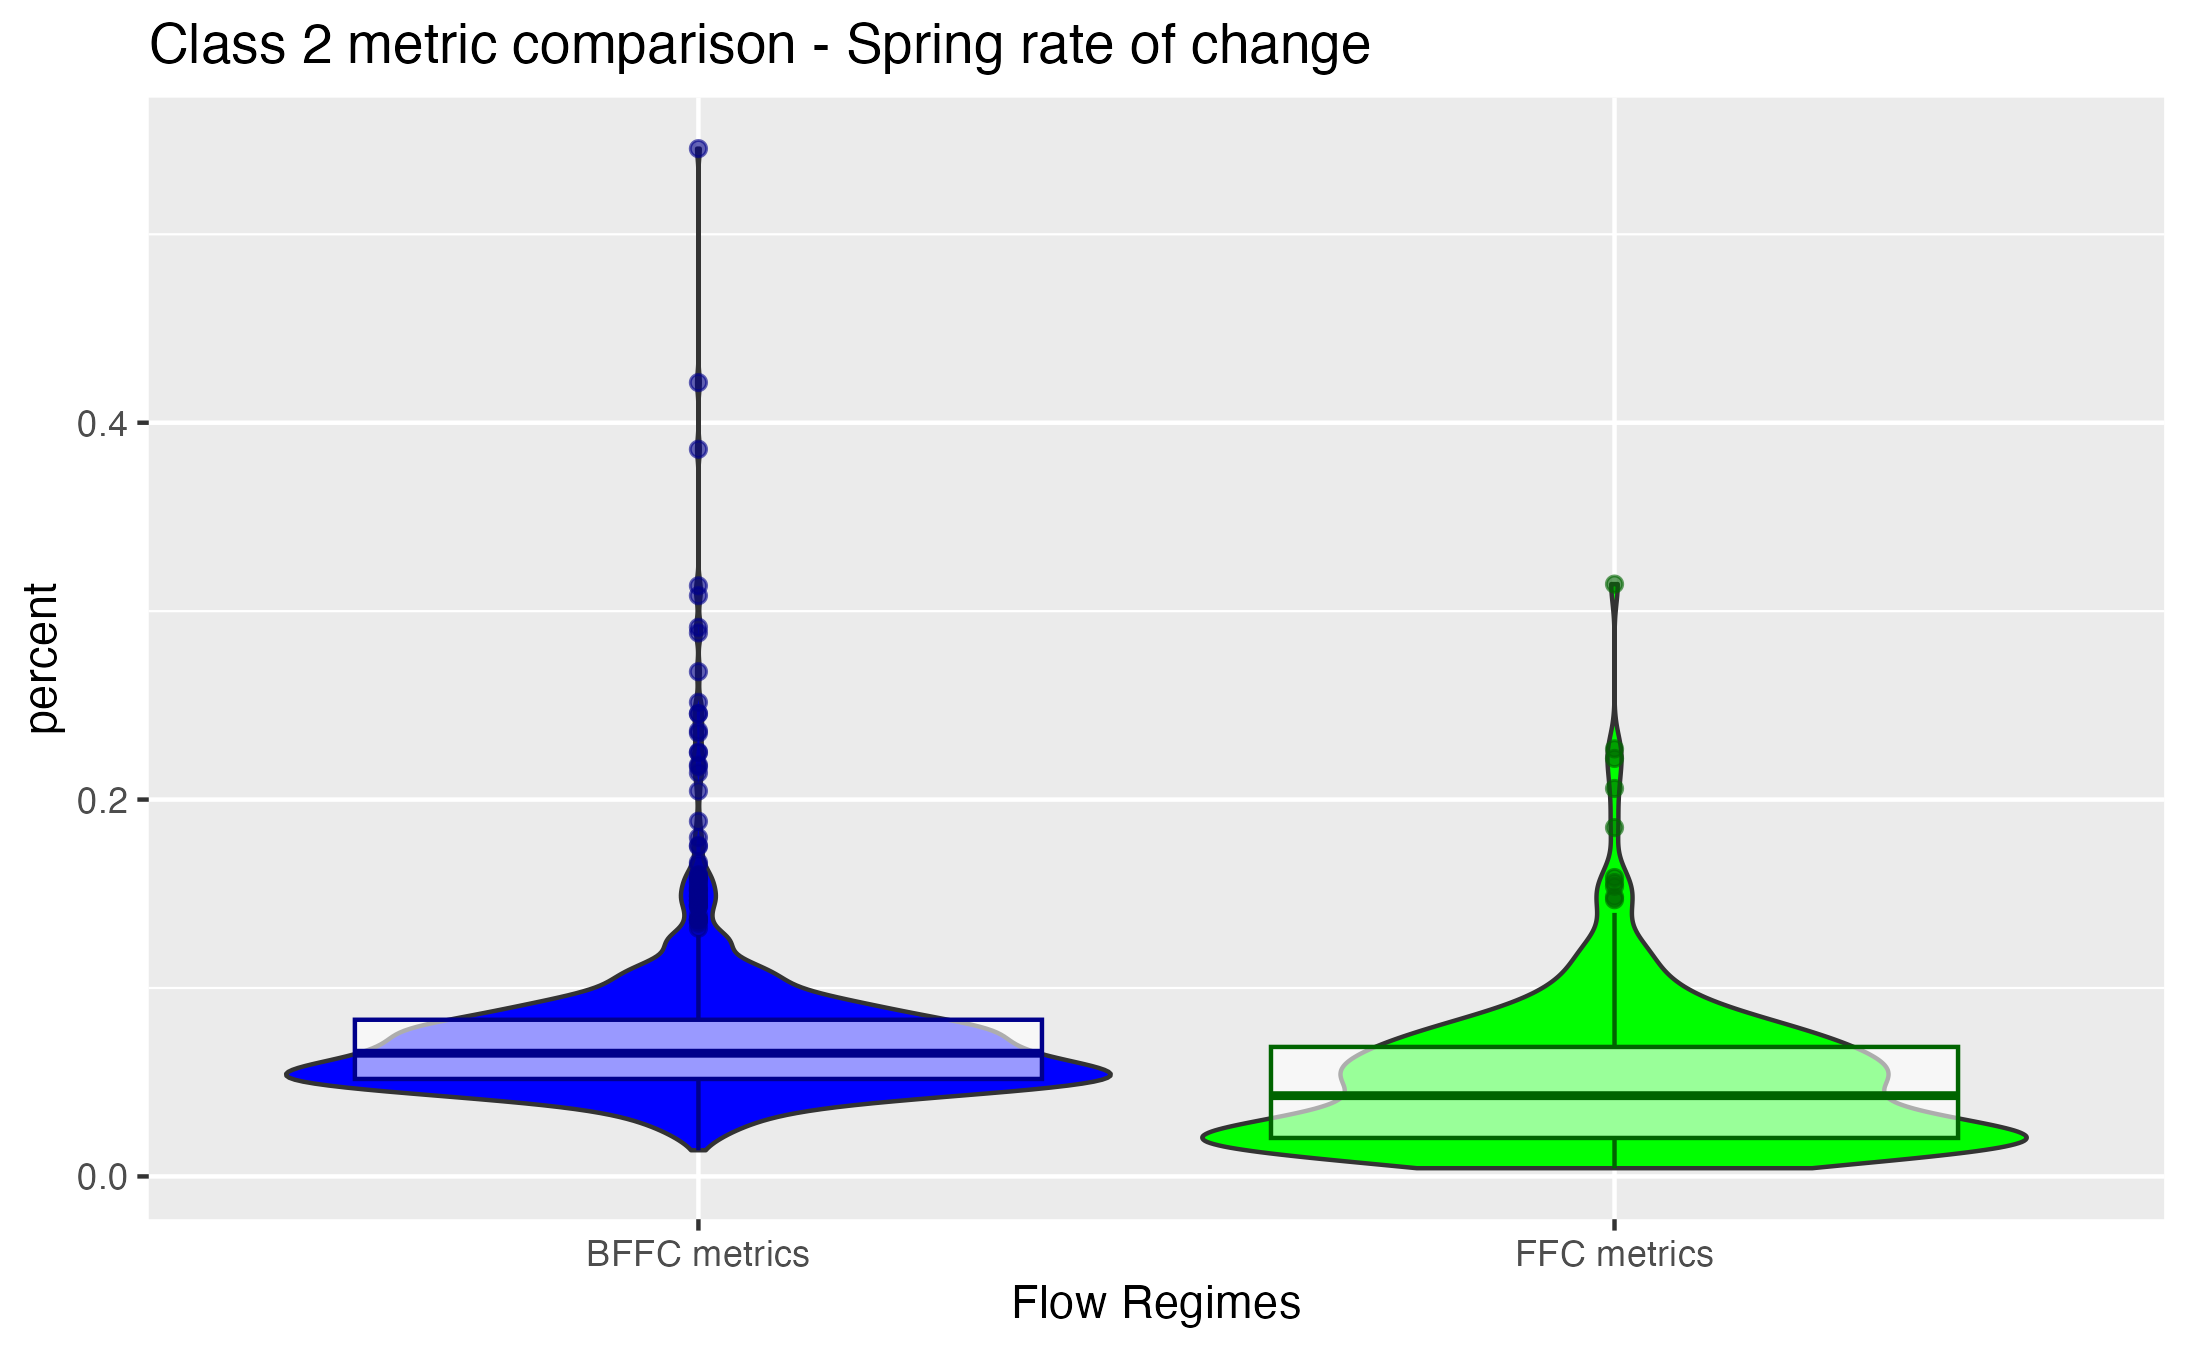 Class 2 metric comparison - Spring rate of change
percent
0.4
0.2
0.0
BFFC metrics
FFC metrics
Flow Regimes